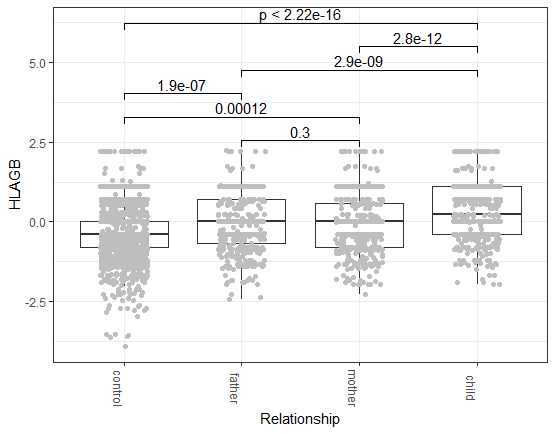 p < 2.22e-16
2.8e-12
2.9e-09
1.9e-07
0.00012
0.3
HLAGB
5.0
2.5
0.0
-2.5
control
father
mother
child
Relationship